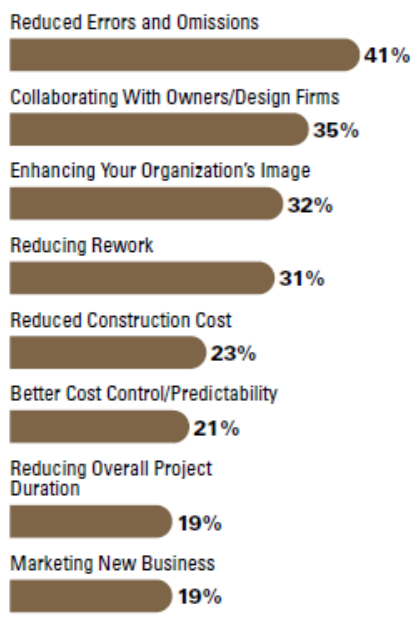 Reduced Errors and Omissions
41%
Collaborating With Owners/Design Firms
35%
Enhancing Your Organization's Image
32%
Reducing Rework
31%
Reduced Construction Cost
23%
Better Cost Control/Predictability
21%
Reducing Overall Project
Duration
19%
Marketing New Business
19%